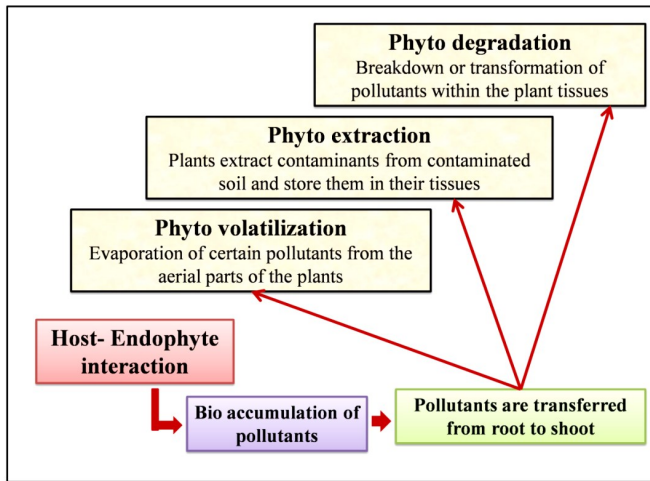 Phyto degradation
Breakdown or transformation of
pollutants within the plant tissues
Phyto extraction
Plants extract contaminants from contaminated
soil and store them in their tissues
Phyto volatilization
Evaporation of certain pollutants from the
aerial parts of the plants
Host- Endophyte
interaction
Bio accumulation of
pollutants
Pollutants are transferred
from root to shoot